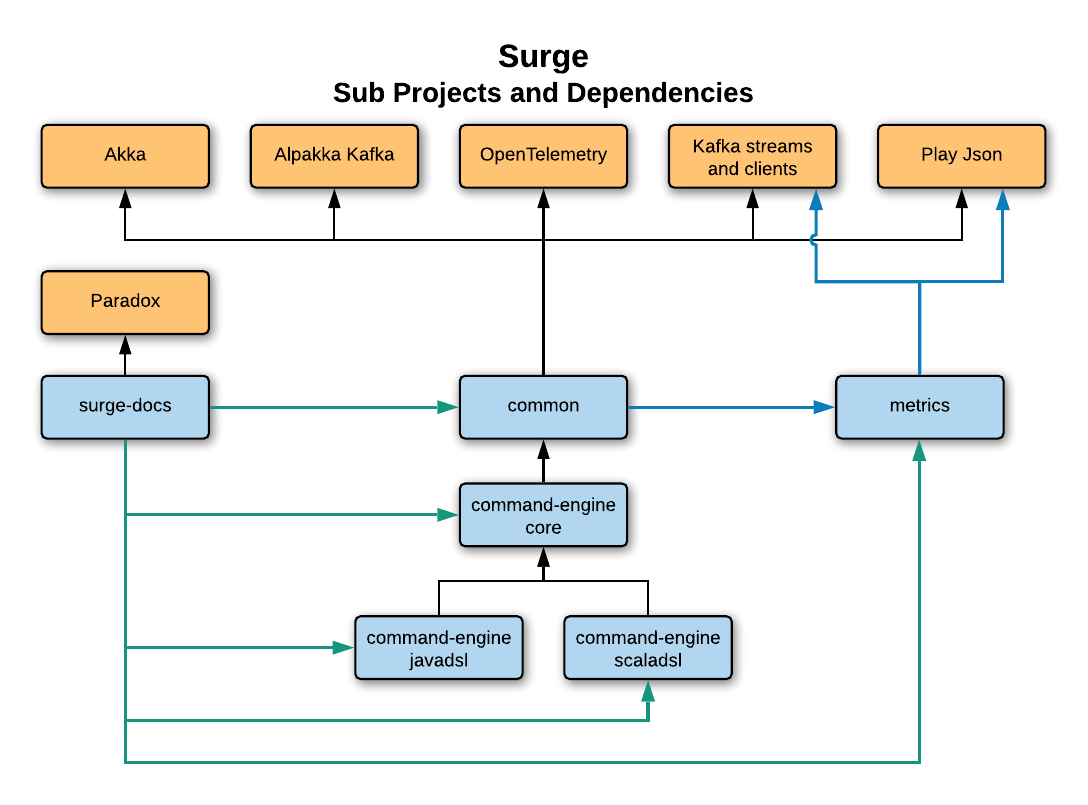 Surge
Sub Projects and Dependencies
Akka
Alpakka Kafka
OpenTelemetry
Kafka streams
and clients
Play Json
Paradox
surge-docs
common
metrics
command-engine
core
command-engine
javadsl
command-engine
scaladsl